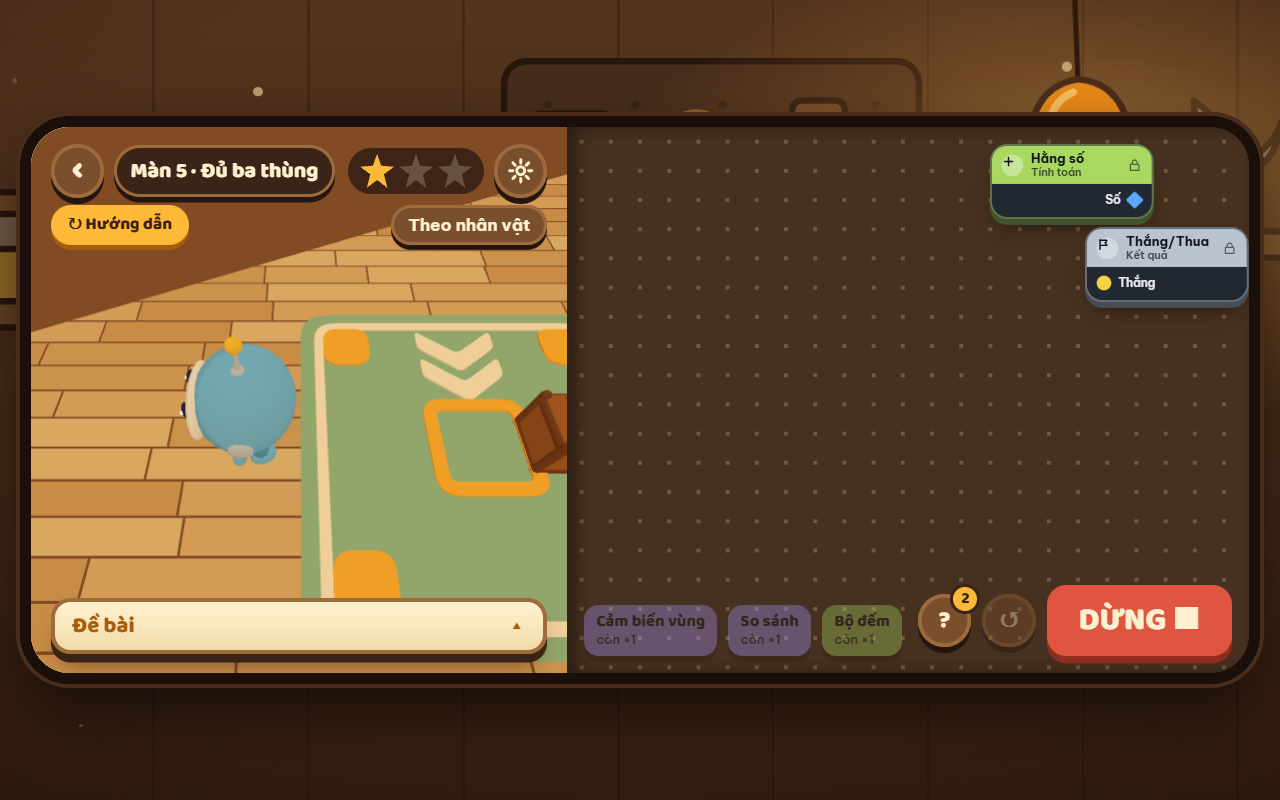 Màn 5 · Đủ ba thùng
↻ Hướng dẫn
Theo nhân vật
Đề bài
Hằng số
Tính toán
Số
Thắng/Thua
Kết quả
Thắng
Cảm biến vùng
còn ×1
So sánh
còn ×1
Bộ đếm
còn ×1
?
2
↺
DỪNG